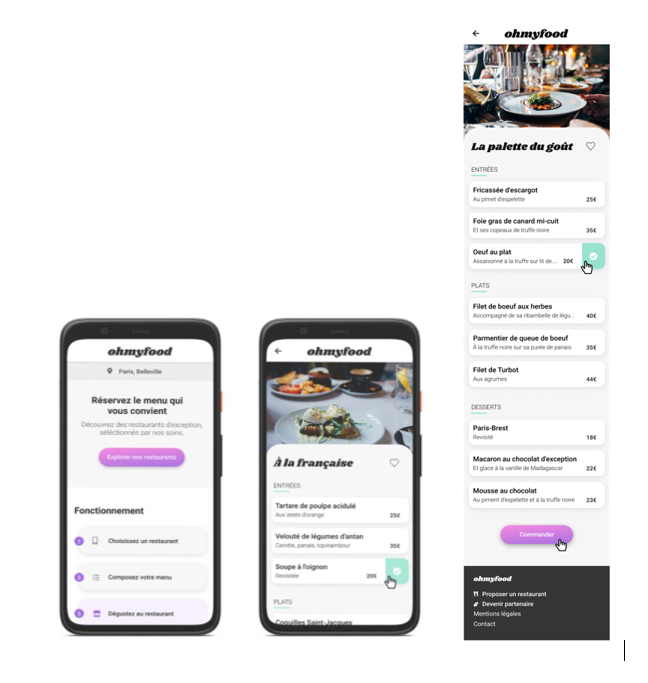 ohmyfood
Paris, Belleville
Réservez le menu qui
vous convient
Découvrez des restaurants d'exception,
séléctionnés par nos soins.
Explorer nos restaurants
Fonctionnement
1 Choisissez un restaurant
2 Composez votre menu
3 Dégustez au restaurant
ohmyfood
À la française
ENTRÉES
Tartare de poulpe acidulé
Aux zests d'orange 25€
Velouté de légumes d'antan
Carotte, panais, topinambour 35€
Soupe à l'oignon
Revisitée 20€
PLATS
Coquilles Saint-Jacques
ohmyfood
La palette du goût
ENTRÉES
Fricassée d'escargot
Au piment d'espelette 25€
Foie gras de canard mi-cuit
Et ses copeaux de truffe noire 35€
Oeuf au plat
Assaisonné à la truffe sur lit de... 20€
PLATS
Filet de boeuf aux herbes
Accompagné de sa ribambelle de légu... 40€
Parmentier de queue de boeuf
À la truffe noire sur sa purée de panais 35€
Filet de Turbot
Aux agrumes 44€
DESSERTS
Paris-Brest
Revisité 18€
Macaron au chocolat d'exception
Et glace à la vanille de Madagascar 22€
Mousse au chocolat
Au piment d'espelette et à la truffe noire 23€
Commander
ohmyfood
Proposer un restaurant
Devenir partenaire
Mentions légales
Contact